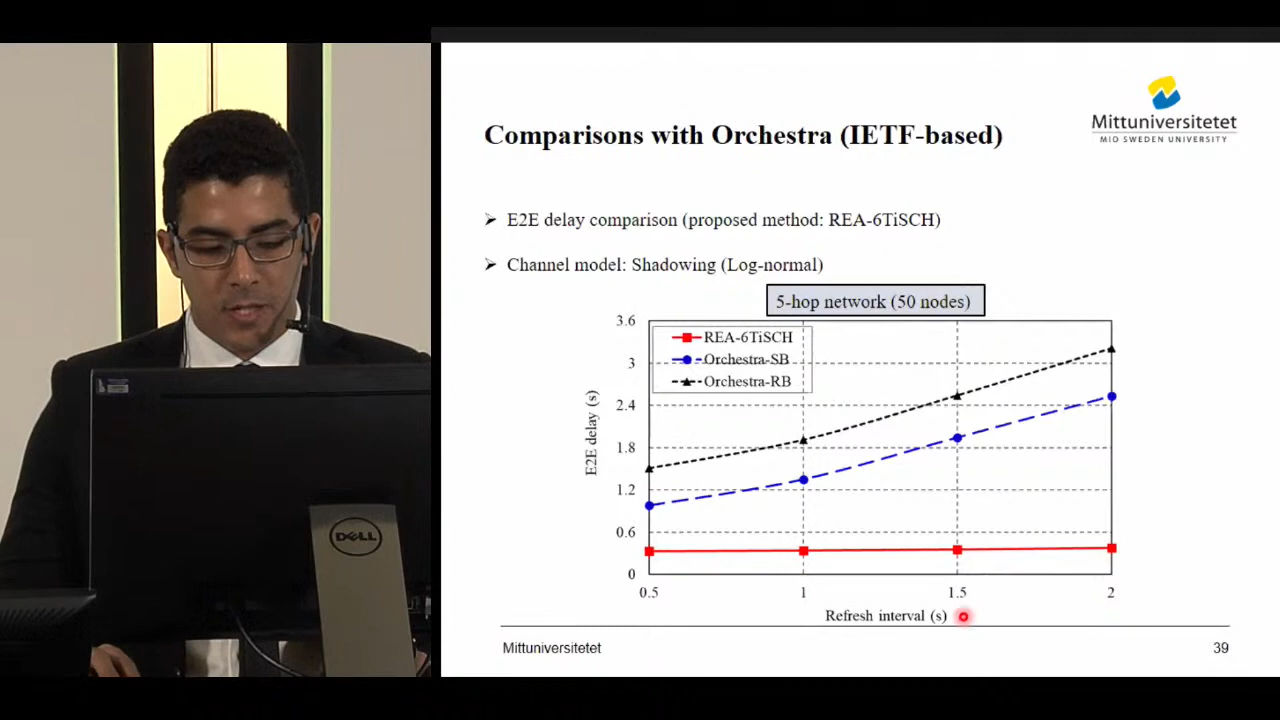 Mittuniversitetet
MID SWEDEN UNIVERSITY
Comparisons with Orchestra (IETF-based)
➢ E2E delay comparison (proposed method: REA-6TiSCH)
➢ Channel model: Shadowing (Log-normal)
5-hop network (50 nodes)
REA-6TiSCH
Orchestra-SB
Orchestra-RB
E2E delay (s)
3.6
3
2.4
1.8
1.2
0.6
0
0.5 1 1.5 2
Refresh interval (s)
Mittuniversitetet 39
DELL